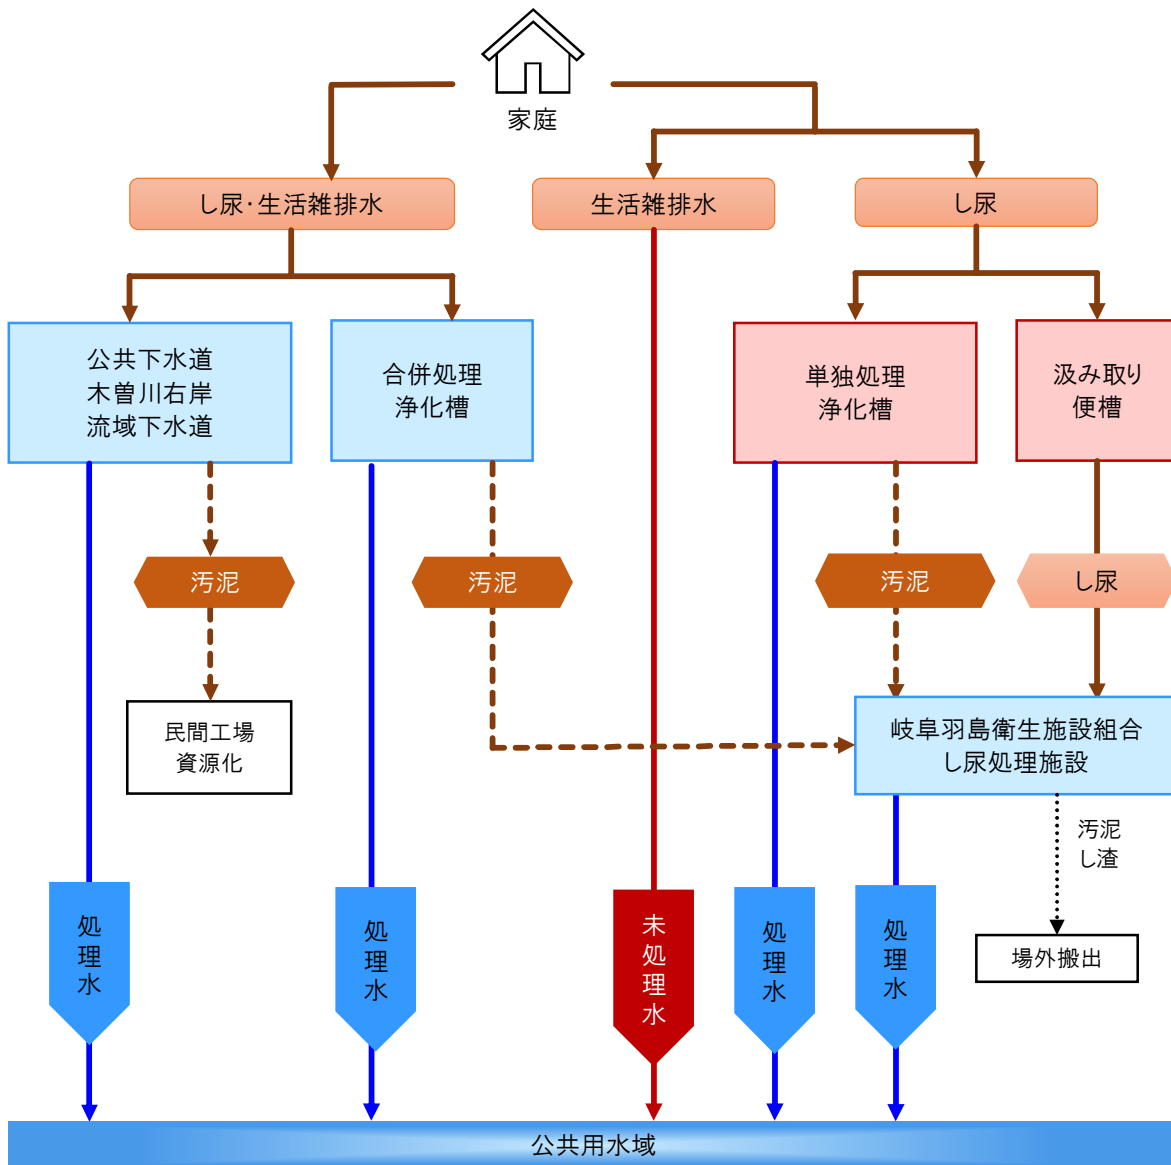 家庭
し尿・生活雑排水
生活雑排水
し尿
公共下水道
木曽川右岸
流域下水道
合併処理
浄化槽
単独処理
浄化槽
汲み取り
便槽
汚泥
汚泥
汚泥
し尿
民間工場
資源化
岐阜羽島衛生施設組合
し尿処理施設
汚泥
し渣
処理水
処理水
未処理水
処理水
処理水
場外搬出
公共用水域